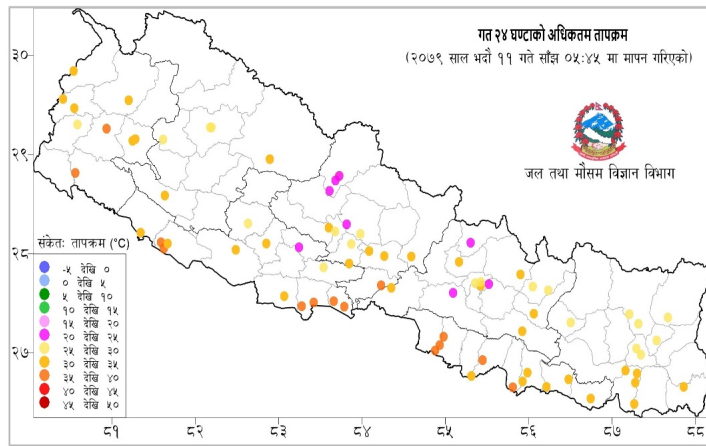 गत २४ घण्टाको अधिकतम तापक्रम
(२०७९ साल भदौ ११ गते साँझ ०५:४५ मा मापन गरिएको)
जल तथा मौसम विज्ञान विभाग
३०
२९
२८
२७
संकेतः तापक्रम (°C)
-५ देखि ०
० देखि ५
५ देखि १०
१० देखि १५
१५ देखि २०
२० देखि २५
२५ देखि ३०
३० देखि ३५
३५ देखि ४०
४० देखि ४५
४५ देखि ५०
८१ ८२ ८३ ८४ ८५ ८६ ८७ ८८